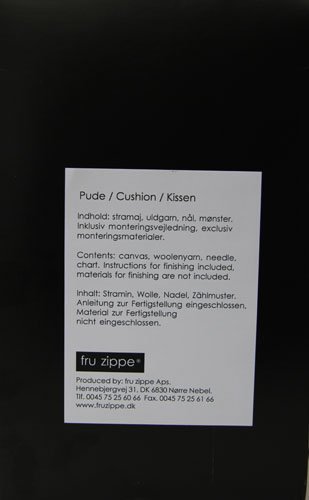 Pude / Cushion / Kissen
Indhold: stramaj, uldgarn, nål, mønster.
Inklusiv monteringsvejledning, exclusiv
monteringsmaterialer.
Contents: canvas, woolenyarn, needle,
chart. Instructions for finishing included,
materials for finishing are not included.
Inhalt: Stramin, Wolle, Nadel, Zählmuster.
Anleitung zur Fertigstellung eingeschlossen.
Material zur Fertigstellung
nicht eingeschlossen.
fru zippe®
Produced by: fru zippe Aps.
Hennebjergvej 31. DK 6830 Nørre Nebel.
Tlf. 0045 75 25 60 66 Fax. 0045 75 25 61 66
www.fruzippe.dk